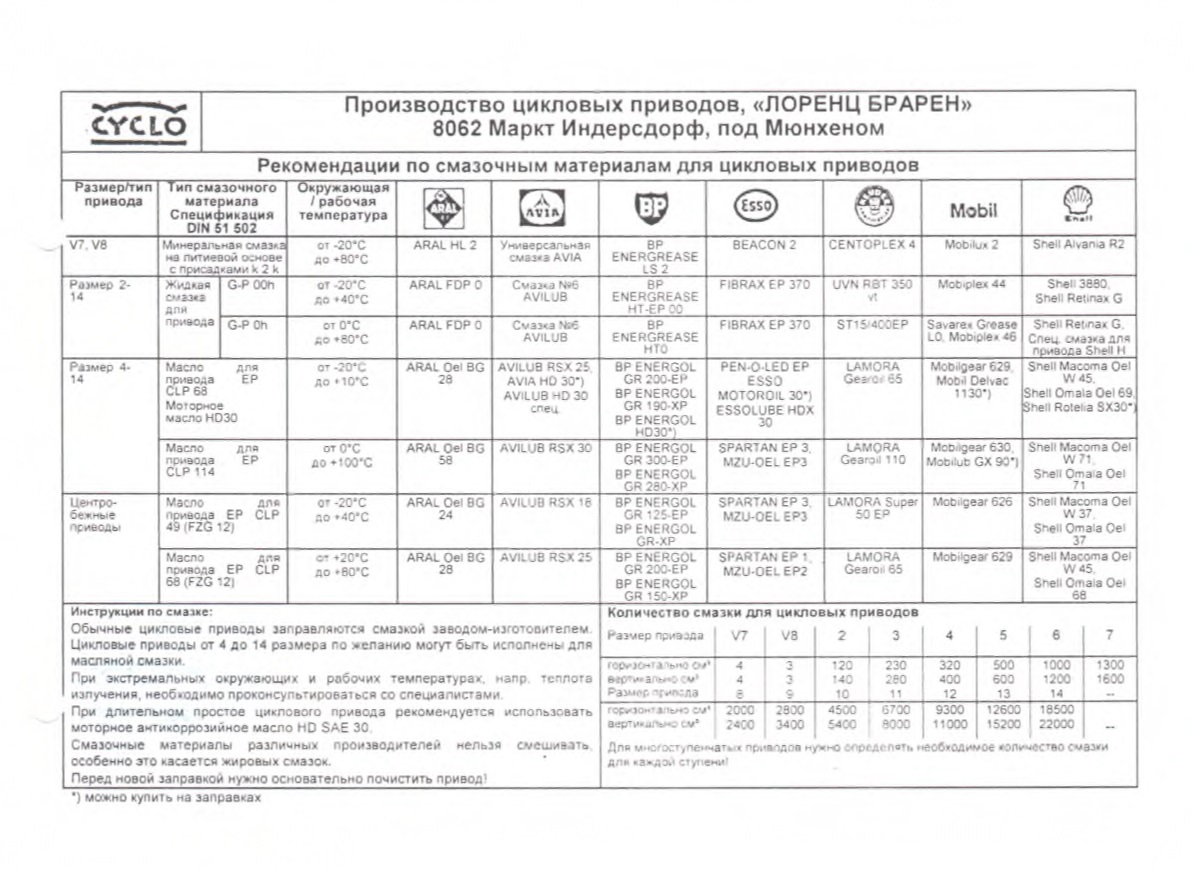 CYCLO
Производство цикловых приводов, «ЛОРЕНЦ БРАРЕН»
8062 Маркт Индерсдорф, под Мюнхеном
Рекомендации по смазочным материалам для цикловых приводов
Размер/тип привода
Тип смазочного материала Спецификация DIN 51 502
Окружающая / рабочая температура
ARAL
AVIA
BP
Esso
Mobil
Shell
V7, V8
Минеральная смазка на литиевой основе с присадками k 2 k
от -20°C до +80°C
ARAL HL 2
Универсальная смазка AVIA
BP ENERGREASE LS 2
BEACON 2
CENTOPLEX 4
Mobilux 2
Shell Alvania R2
Размер 2-14
Жидкая смазка для привода
G-P 00h
от -20°C до +40°C
ARAL FDP 0
Смазка №6 AVILUB
BP ENERGREASE HT-EP 00
FIBRAX EP 370
UVN RBT 350 vt
Mobiplex 44
Shell 3880, Shell Retinax G
G-P 0h
от 0°C до +80°C
ARAL FDP 0
Смазка №6 AVILUB
BP ENERGREASE HT0
FIBRAX EP 370
ST15/400EP
Savarex Grease L0, Mobiplex 46
Shell Retinax G, Спец. смазка для привода Shell H
Размер 4-14
Масло для привода EP CLP 68
Моторное масло HD30
от -20°C до +10°C
ARAL Oel BG 28
AVILUB RSX 25, AVIA HD 30*) AVILUB HD 30 спец.
BP ENERGOL GR 200-EP
BP ENERGOL GR 190-XP
BP ENERGOL HD30*)
PEN-O-LED EP ESSO MOTOROIL 30*) ESSOLUBE HDX 30
LAMORA Gearoil 65
Mobilgear 629, Mobil Delvac 1130*)
Shell Macoma Oel W 45, Shell Omala Oel 69, Shell Rotelia SX30*)
Масло для привода EP CLP 114
от 0°C до +100°C
ARAL Oel BG 58
AVILUB RSX 30
BP ENERGOL GR 300-EP
BP ENERGOL GR 280-XP
SPARTAN EP 3, MZU-OEL EP3
LAMORA Gearoil 110
Mobilgear 630, Mobilub GX 90*)
Shell Macoma Oel W 71, Shell Omala Oel 71
Центро-бежные приводы
Масло для привода EP CLP 49 (FZG 12)
от -20°C до +40°C
ARAL Oel BG 24
AVILUB RSX 16
BP ENERGOL GR 125-EP
BP ENERGOL GR-XP
SPARTAN EP 3, MZU-OEL EP3
LAMORA Super 50 EP
Mobilgear 626
Shell Macoma Oel W 37, Shell Omala Oel 37
Масло для привода EP CLP 68 (FZG 12)
от +20°C до +80°C
ARAL Oel BG 28
AVILUB RSX 25
BP ENERGOL GR 200-EP
BP ENERGOL GR 150-XP
SPARTAN EP 1, MZU-OEL EP2
LAMORA Gearoil 65
Mobilgear 629
Shell Macoma Oel W 45, Shell Omala Oel 68
Инструкции по смазке:
Обычные цикловые приводы заправляются смазкой заводом-изготовителем.
Цикловые приводы от 4 до 14 размера по желанию могут быть исполнены для
масляной смазки.
При экстремальных окружающих и рабочих температурах, напр. теплота
излучения, необходимо проконсультироваться со специалистами.
При длительном простое циклового привода рекомендуется использовать
моторное антикоррозийное масло HD SAE 30.
Смазочные материалы различных производителей нельзя смешивать,
особенно это касается жировых смазок.
Перед новой заправкой нужно основательно почистить привод!
Количество смазки для цикловых приводов
Размер привода V7 V8 2 3 4 5 6 7
горизонтально см³ 4 3 120 230 320 500 1000 1300
вертикально см³ 4 3 140 280 400 600 1200 1600
Размер привода 8 9 10 11 12 13 14 --
горизонтально см³ 2000 2800 4500 6700 9300 12600 18500
вертикально см³ 2400 3400 5400 8000 11000 15200 22000 --
Для многоступенчатых приводов нужно определять необходимое количество смазки
для каждой ступени!
*) можно купить на заправках